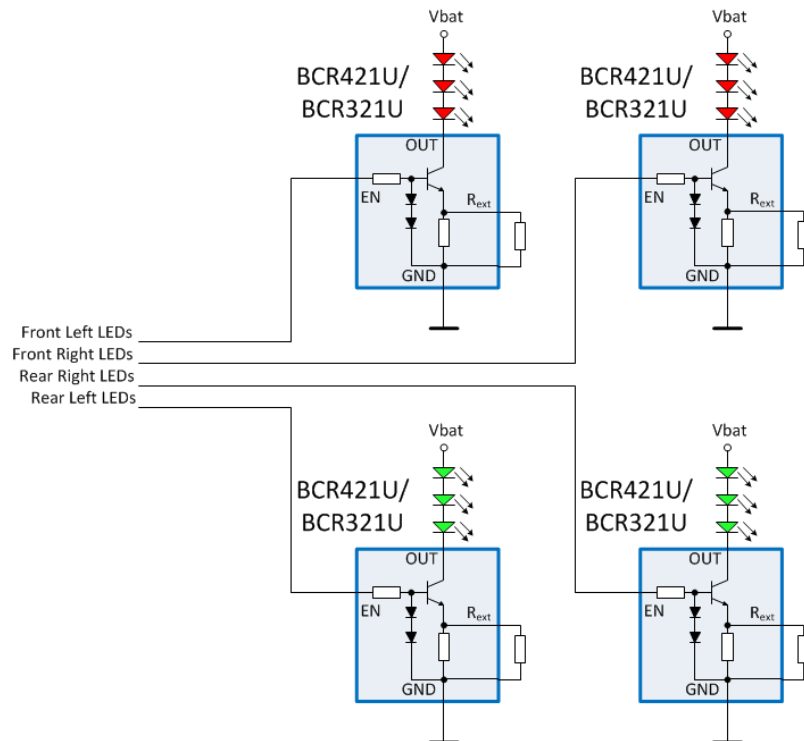 Vbat
BCR421U/
BCR321U
OUT
EN
Rext
GND
Vbat
BCR421U/
BCR321U
OUT
EN
Rext
GND
Front Left LEDs
Front Right LEDs
Rear Right LEDs
Rear Left LEDs
Vbat
BCR421U/
BCR321U
OUT
EN
Rext
GND
Vbat
BCR421U/
BCR321U
OUT
EN
Rext
GND